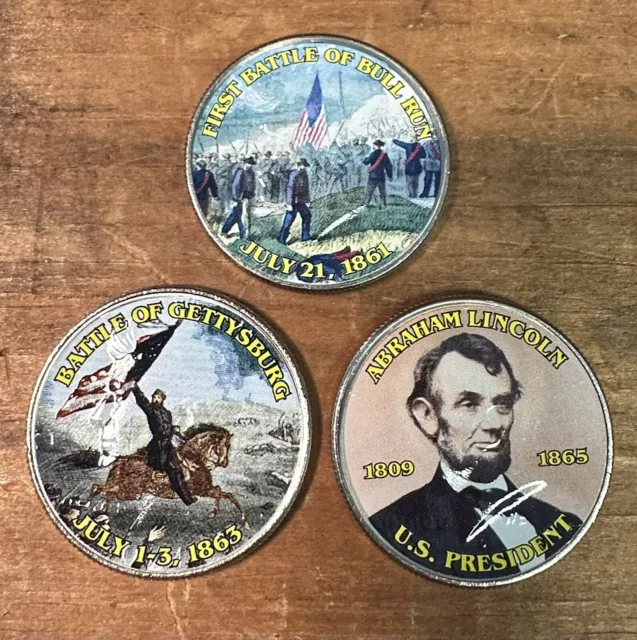 FIRST BATTLE OF BULL RUN
JULY 21, 1861
BATTLE OF GETTYSBURG
JULY 1-3, 1863
ABRAHAM LINCOLN
1809 1865
U.S. PRESIDENT